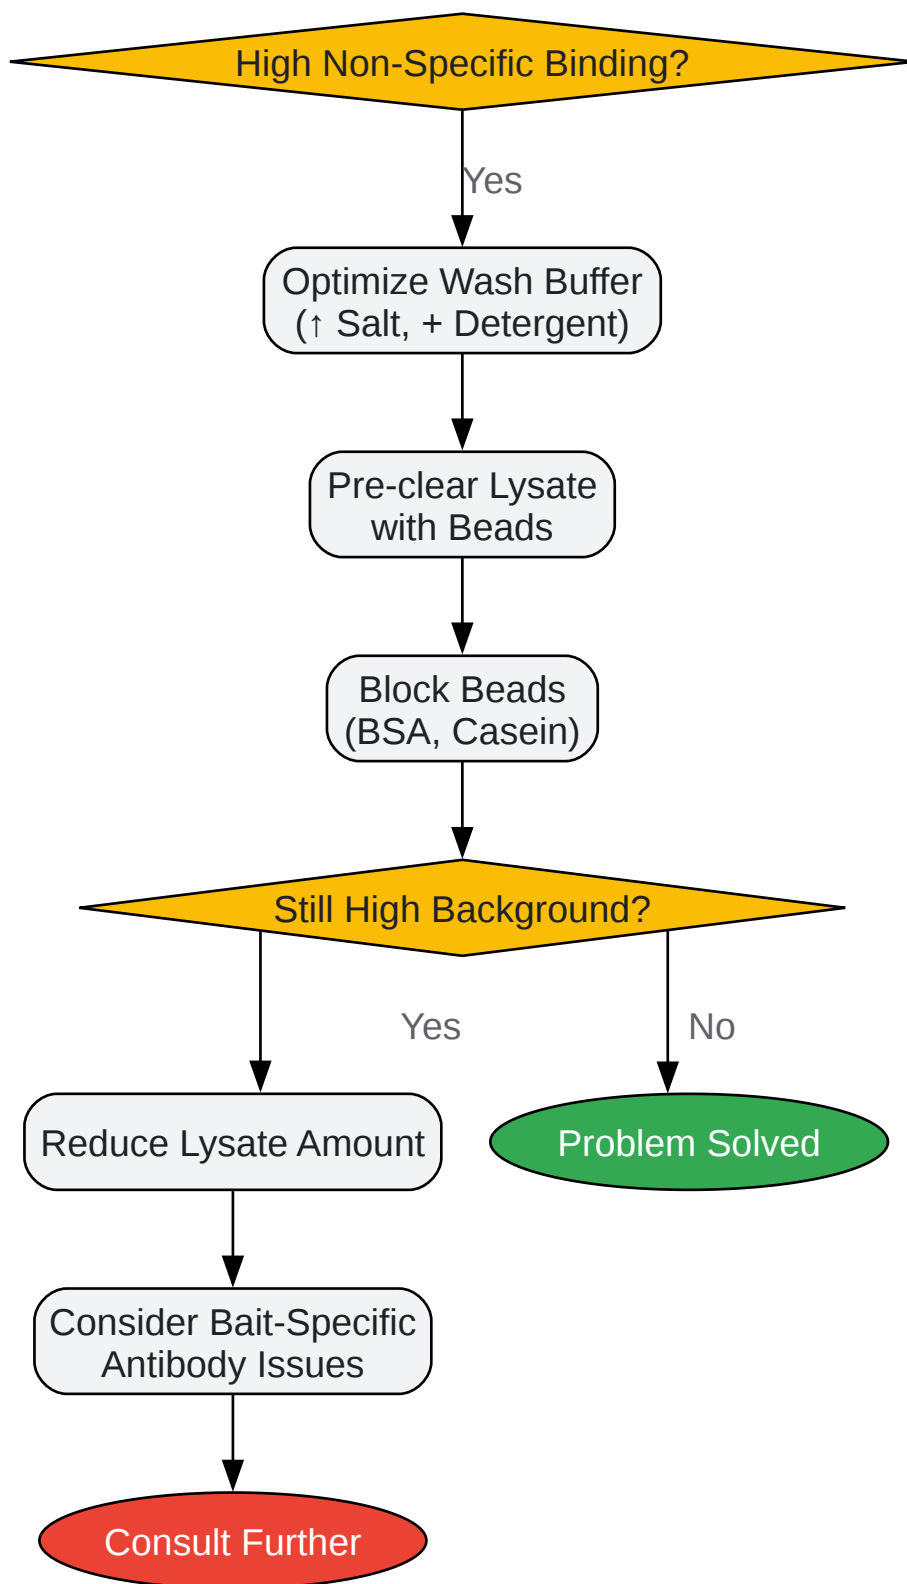 High Non-Specific Binding?
Yes
Optimize Wash Buffer
(↑ Salt, + Detergent)
Pre-clear Lysate
with Beads
Block Beads
(BSA, Casein)
Still High Background?
Yes
No
Reduce Lysate Amount
Problem Solved
Consider Bait-Specific
Antibody Issues
Consult Further